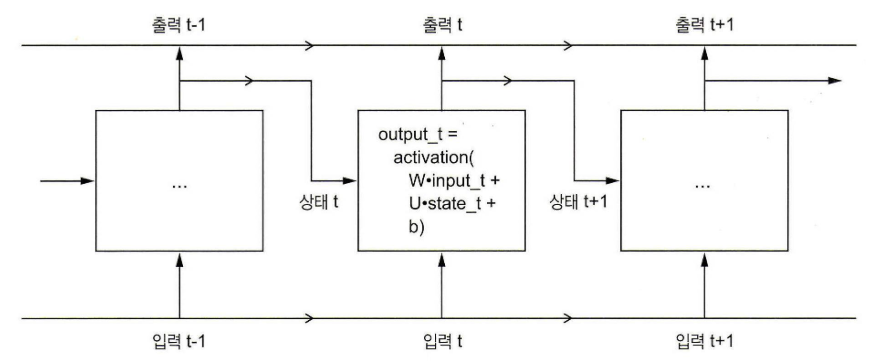 출력 t-1
출력 t
출력 t+1
output_t =
activation(
W•input_t +
U•state_t +
b)
...
...
상태 t
상태 t+1
입력 t-1
입력 t
입력 t+1